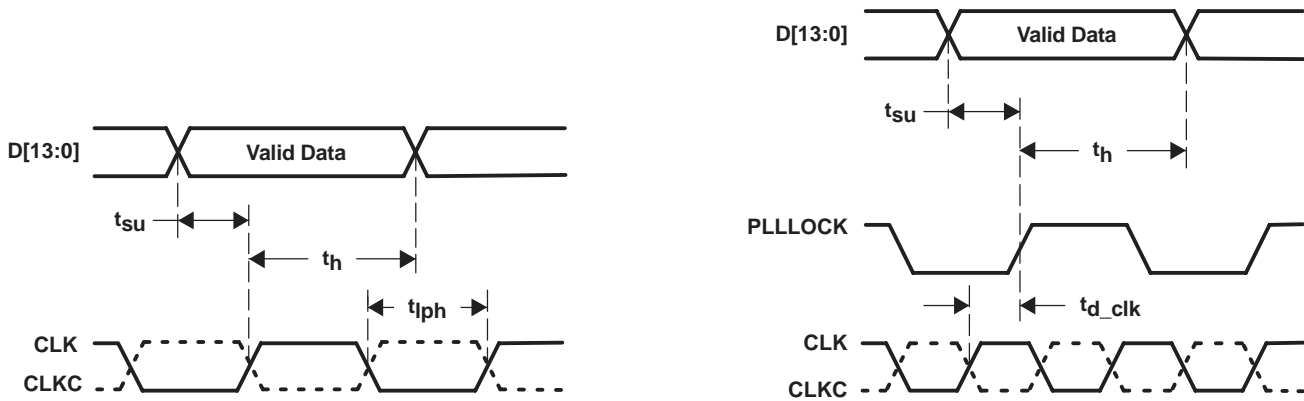 D[13:0]
Valid Data
tsu
th
tlph
CLK
CLKC
D[13:0]
Valid Data
tsu
th
PLLLOCK
td_clk
CLK
CLKC